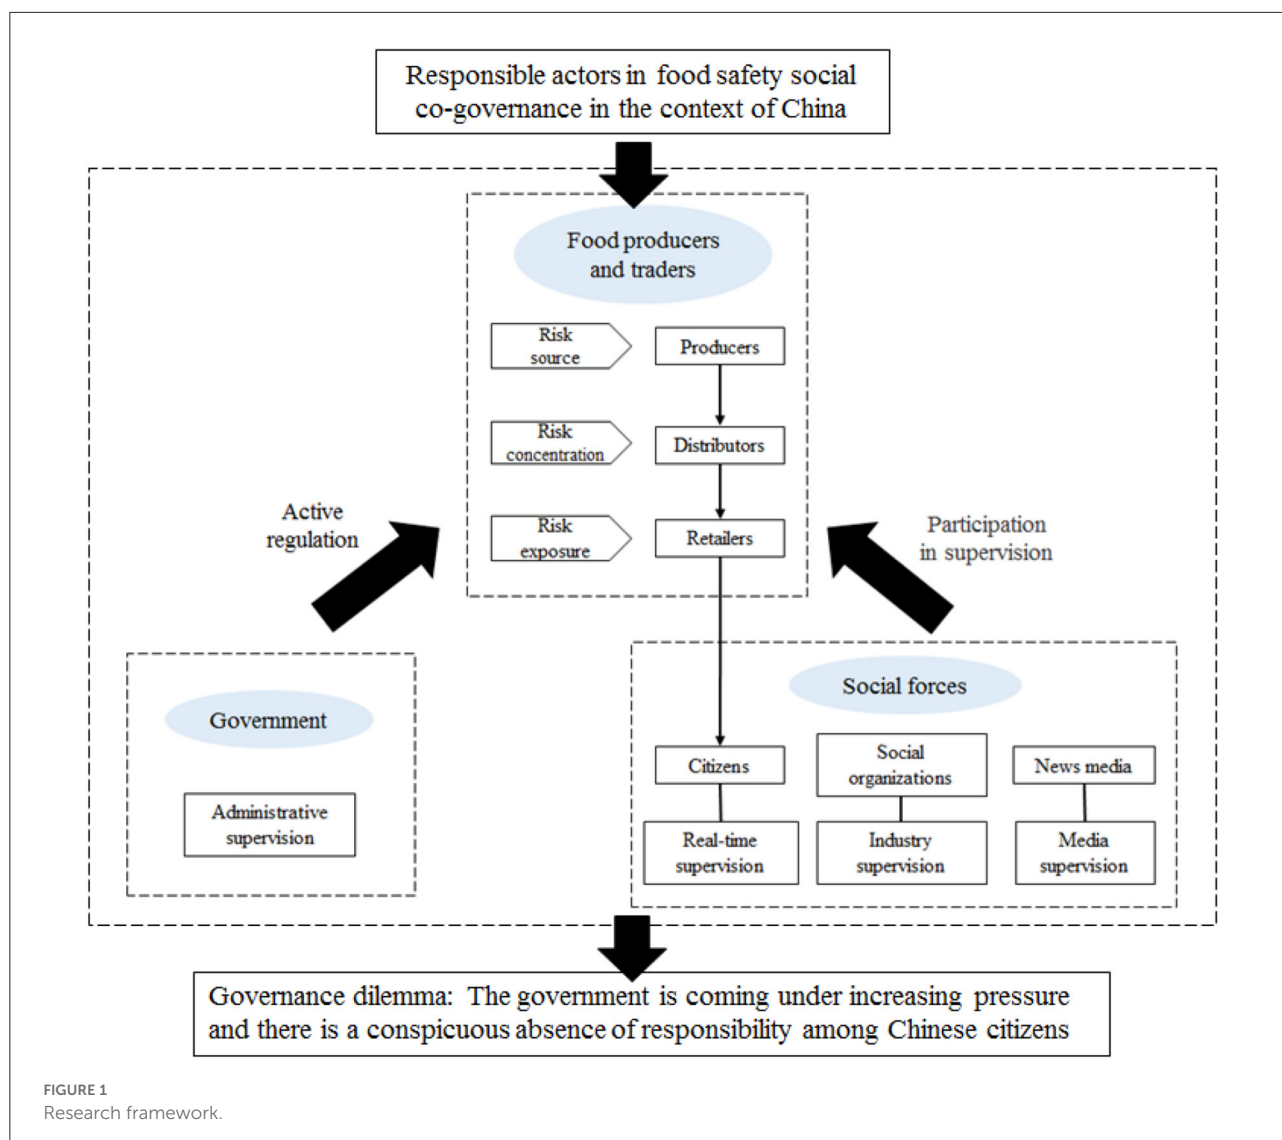 Responsible actors in food safety social
co-governance in the context of China
Food producers
and traders
Risk
source
Producers
Risk
concentration
Distributors
Risk
exposure
Retailers
Active
regulation
Participation
in supervision
Government
Administrative
supervision
Social forces
Citizens
Social
organizations
News media
Real-time
supervision
Industry
supervision
Media
supervision
Governance dilemma: The government is coming under increasing pressure
and there is a conspicuous absence of responsibility among Chinese citizens
FIGURE 1
Research framework.